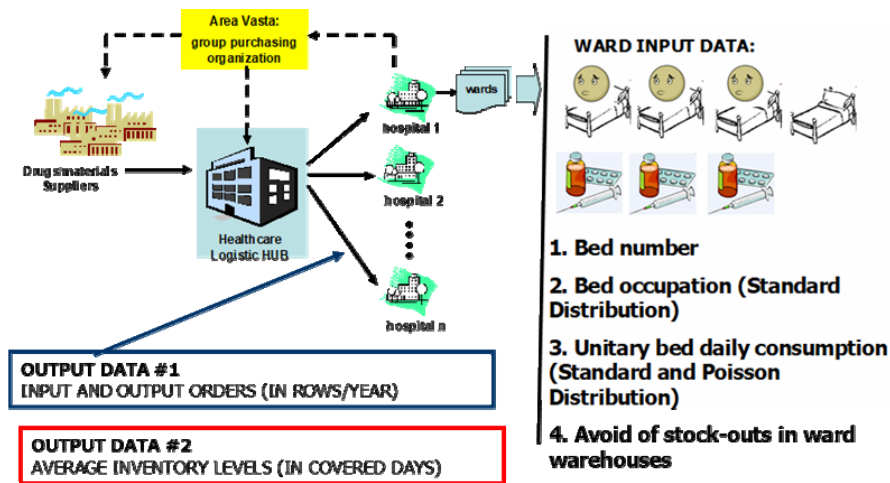 Area Vasta:
group purchasing
organization
Drugs/materials
Suppliers
Healthcare
Logistic HUB
hospital 1
hospital 2
hospital n
wards
OUTPUT DATA #1
INPUT AND OUTPUT ORDERS (IN ROWS/YEAR)
OUTPUT DATA #2
AVERAGE INVENTORY LEVELS (IN COVERED DAYS)
WARD INPUT DATA:
1. Bed number
2. Bed occupation (Standard
Distribution)
3. Unitary bed daily consumption
(Standard and Poisson
Distribution)
4. Avoid of stock-outs in ward
warehouses